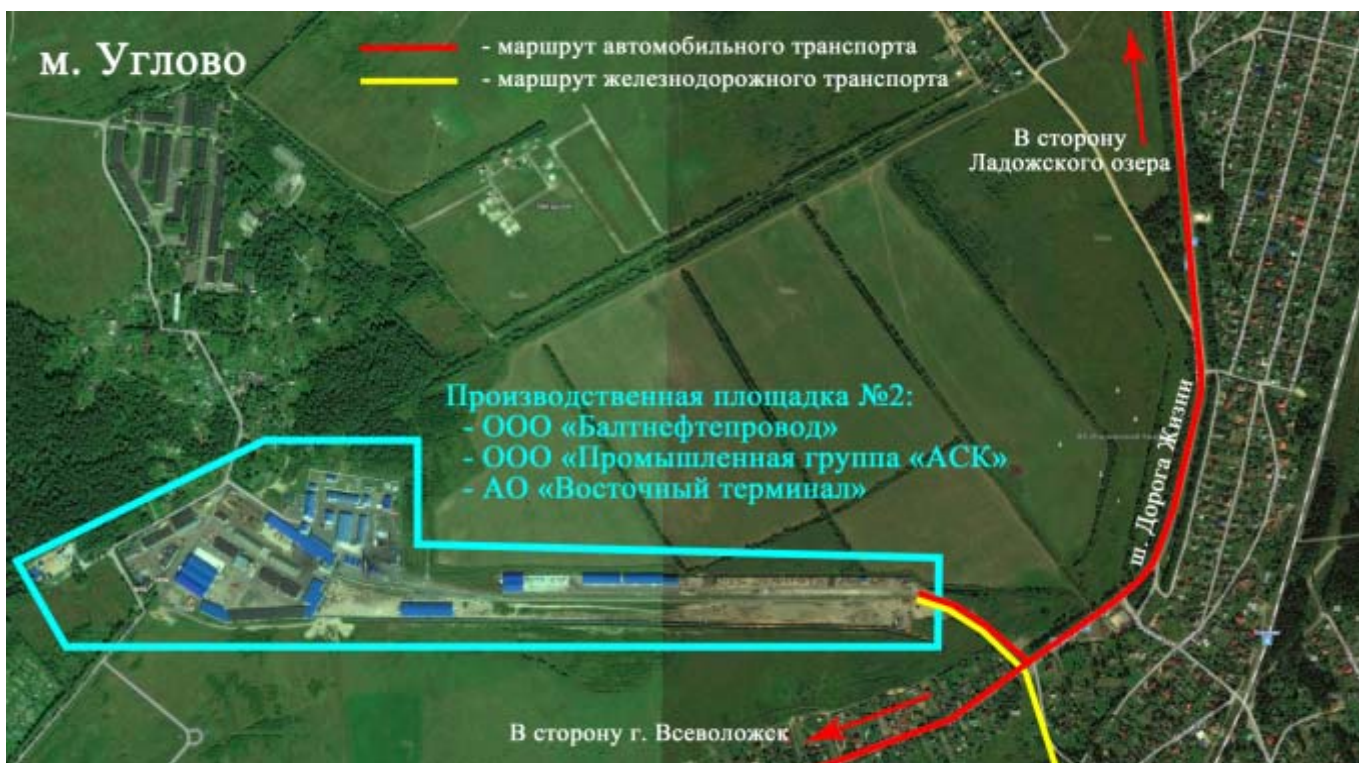 м. Углово
- маршрут автомобильного транспорта
- маршрут железнодорожного транспорта
В сторону
Ладожского озера
Производственная площадка №2:
- ООО «Балтнефтепровод»
- ООО «Промышленная группа «АСК»
- АО «Восточный терминал»
ш. Дорога Жизни
В сторону г. Всеволожск